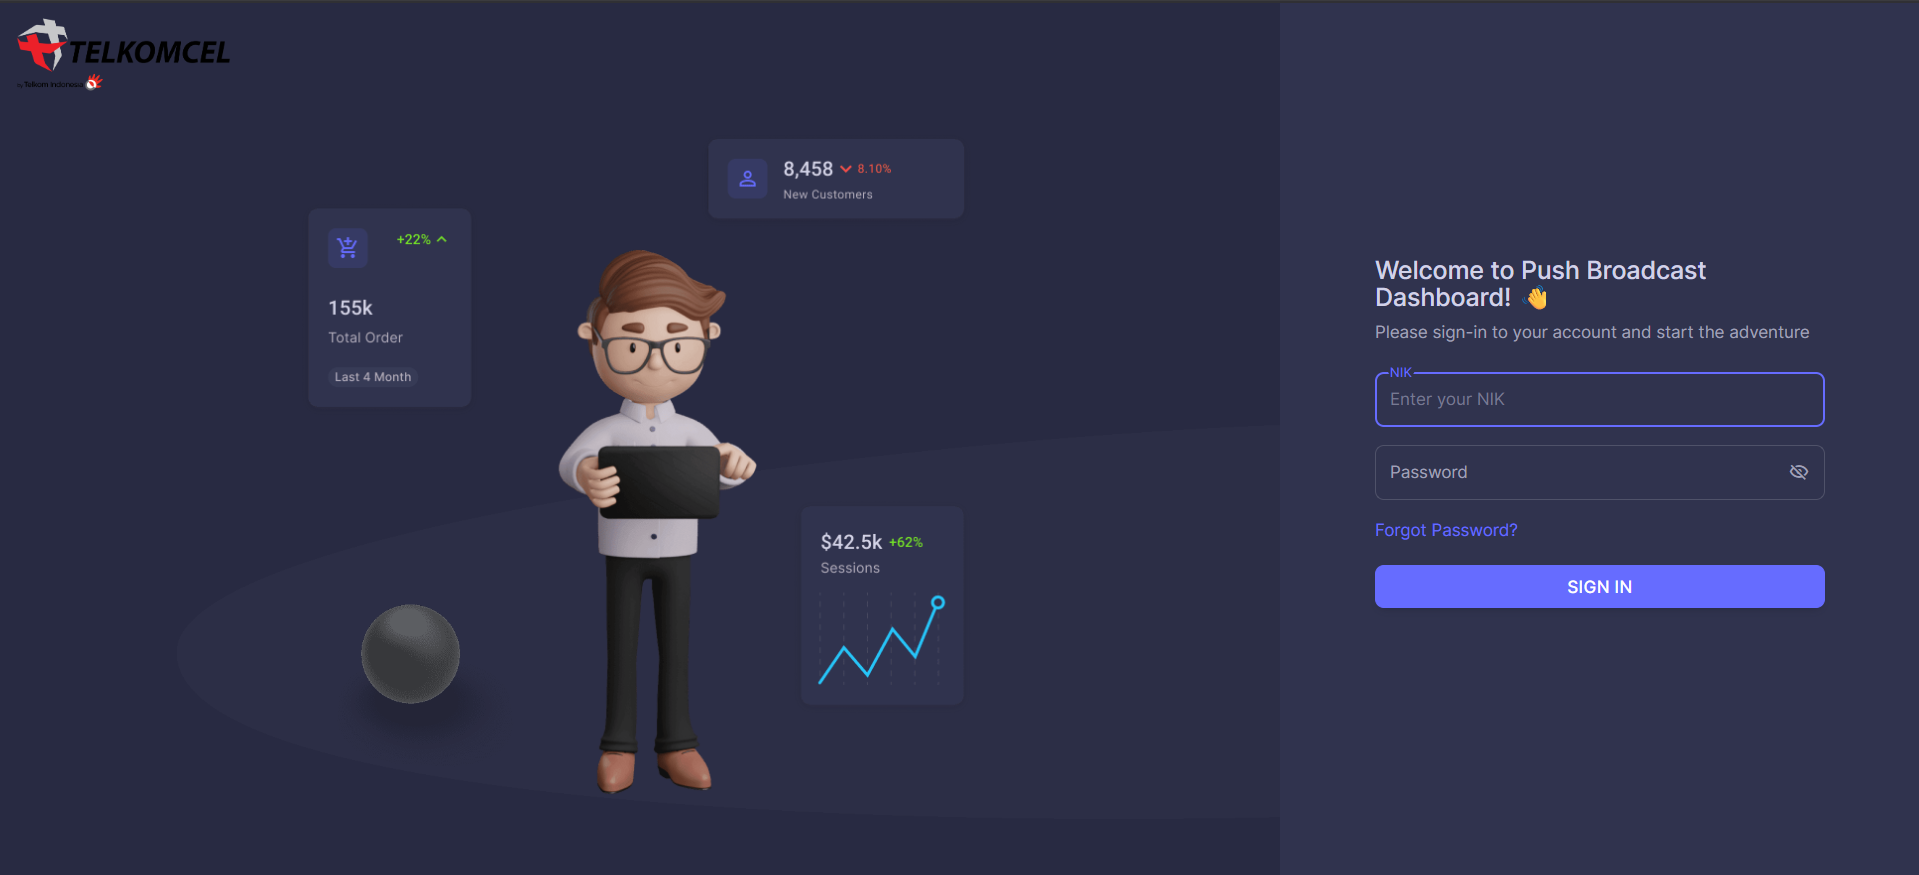 TELKOMCEL
by Telkom Indonesia
8,458 8.10%
New Customers
+22%
155k
Total Order
Last 4 Month
$42.5k +62%
Sessions
Welcome to Push Broadcast
Dashboard! 👋
Please sign-in to your account and start the adventure
NIK
Enter your NIK
Password
Forgot Password?
SIGN IN